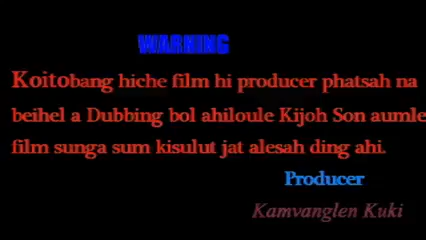 WARNING
Koitobang hiche film hi producer phatsah na
beihel a Dubbing bol ahiloule Kijoh Son aumle
film sunga sum kisulut jat alesah ding ahi.
Producer
Kamvanglen Kuki